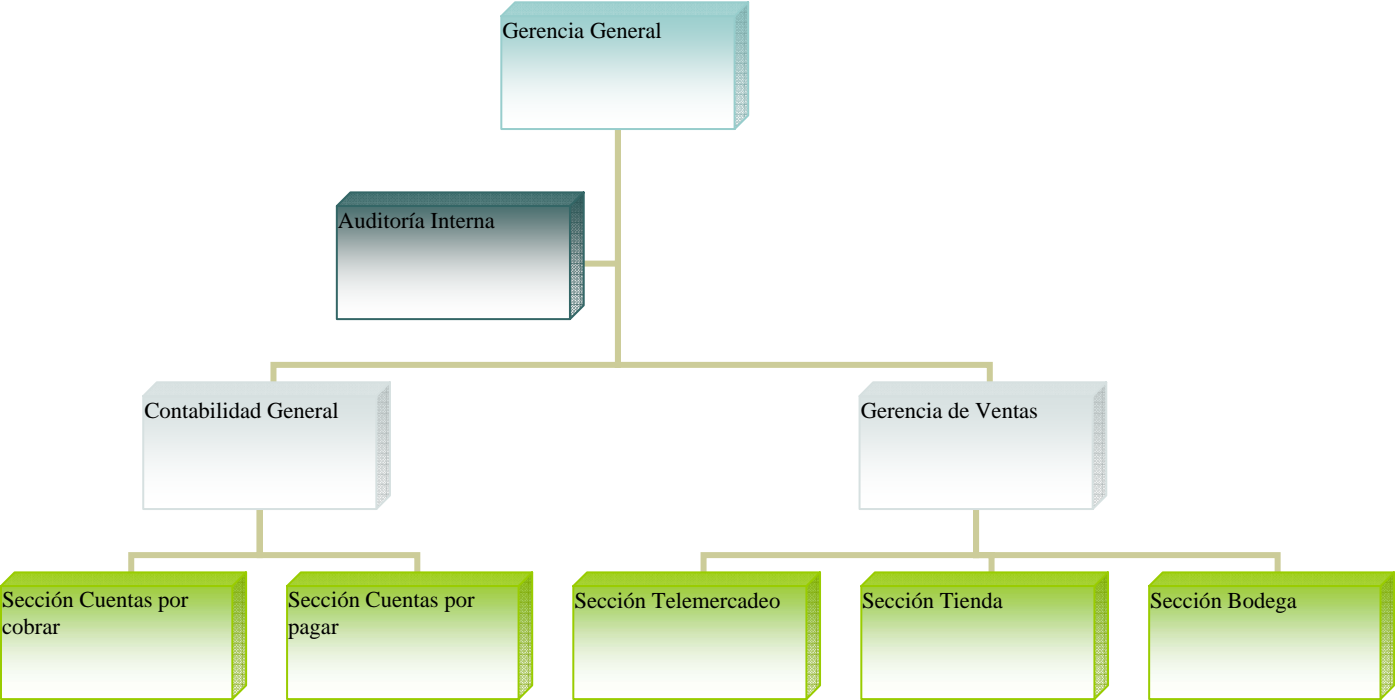 Gerencia General
Auditoría Interna
Contabilidad General
Gerencia de Ventas
Sección Cuentas por
cobrar
Sección Cuentas por
pagar
Sección Telemercadeo
Sección Tienda
Sección Bodega